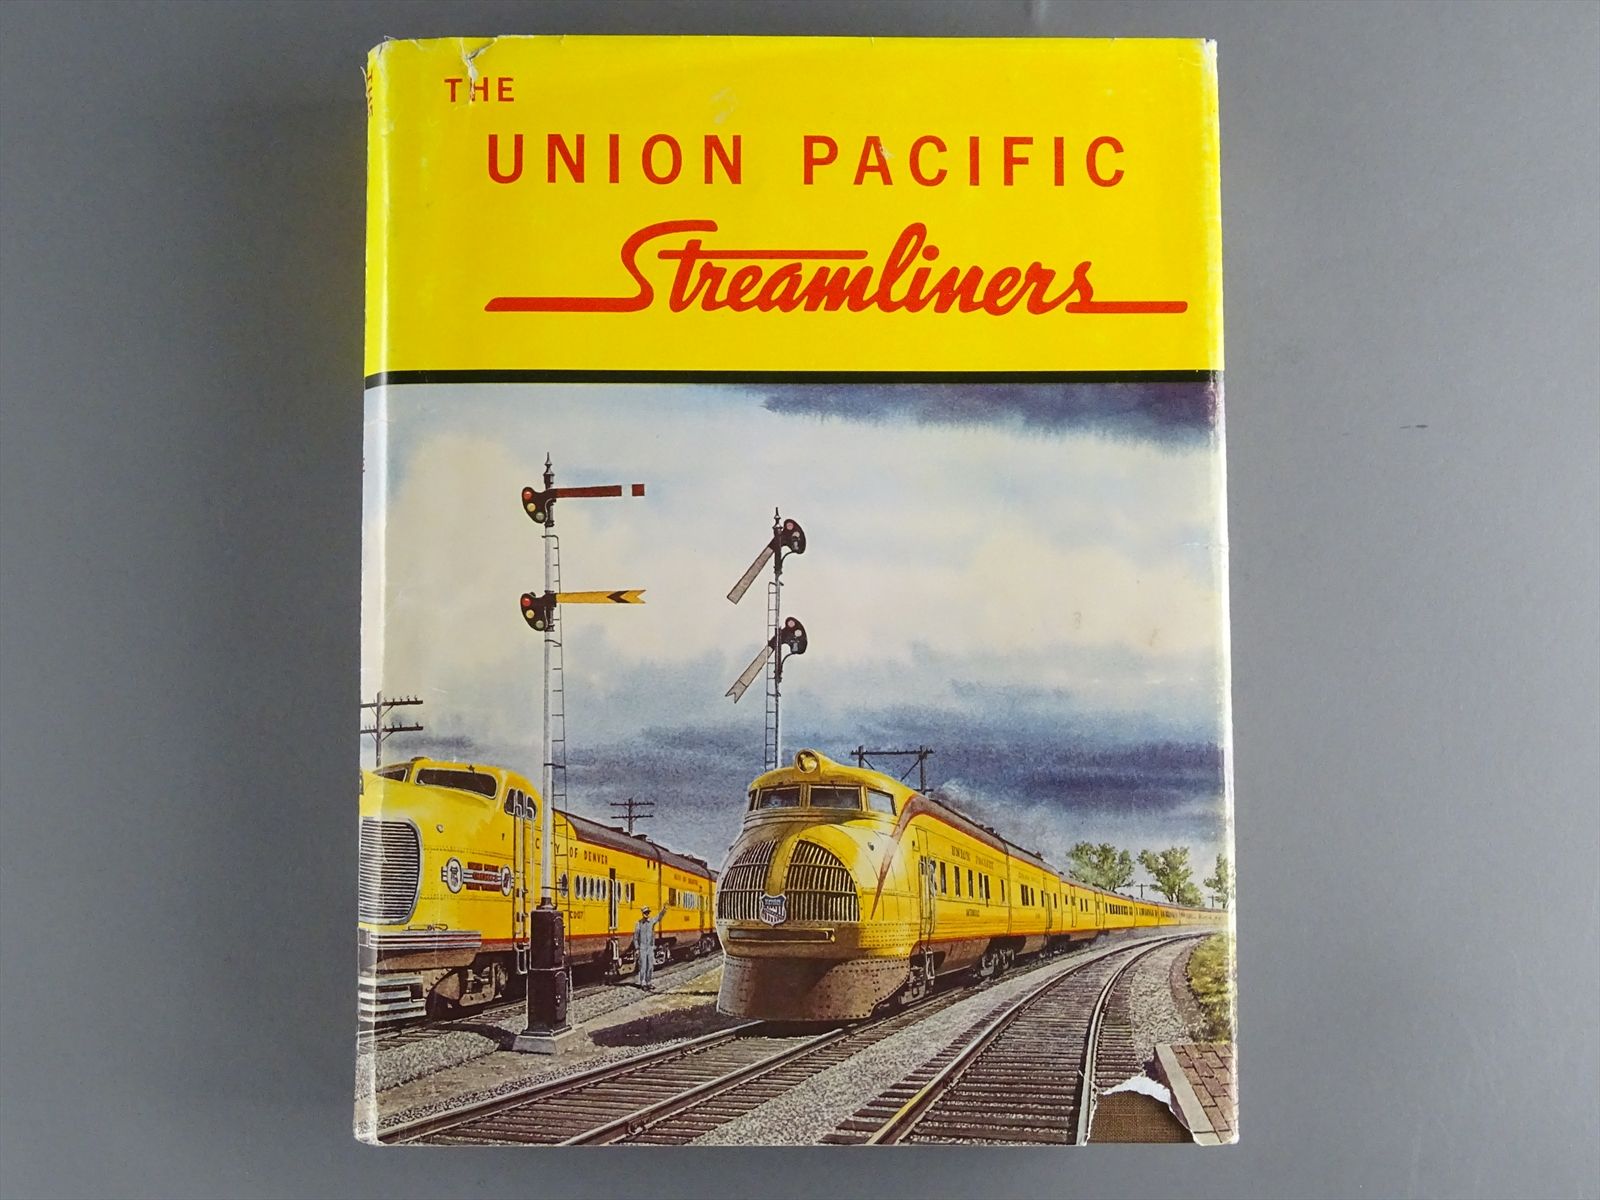 THE
UNION PACIFIC
Streamliners
CITY OF DENVER
UNION PACIFIC